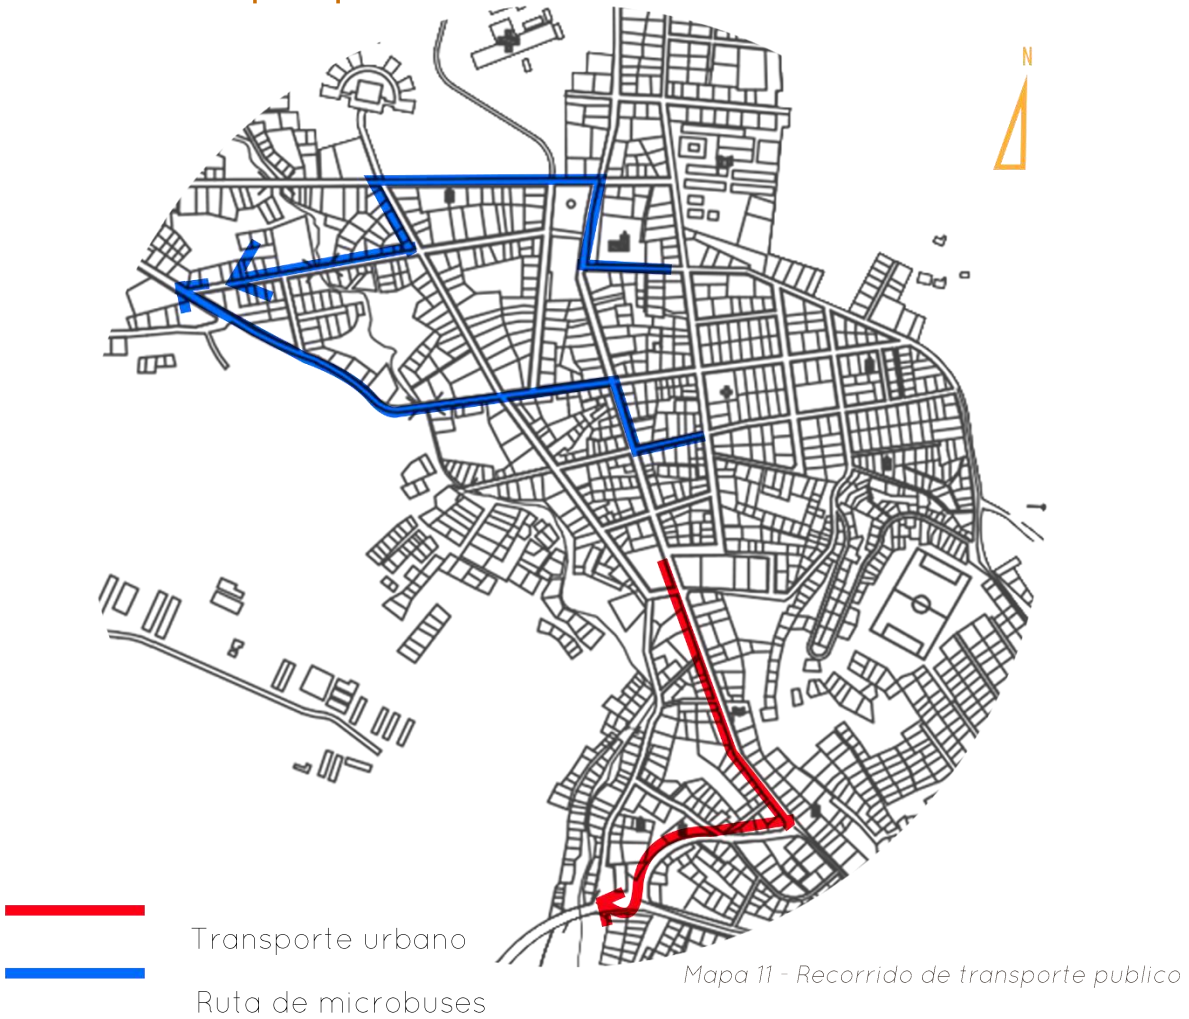 N
Transporte urbano
Mapa 11 - Recorrido de transporte publico
Ruta de microbuses